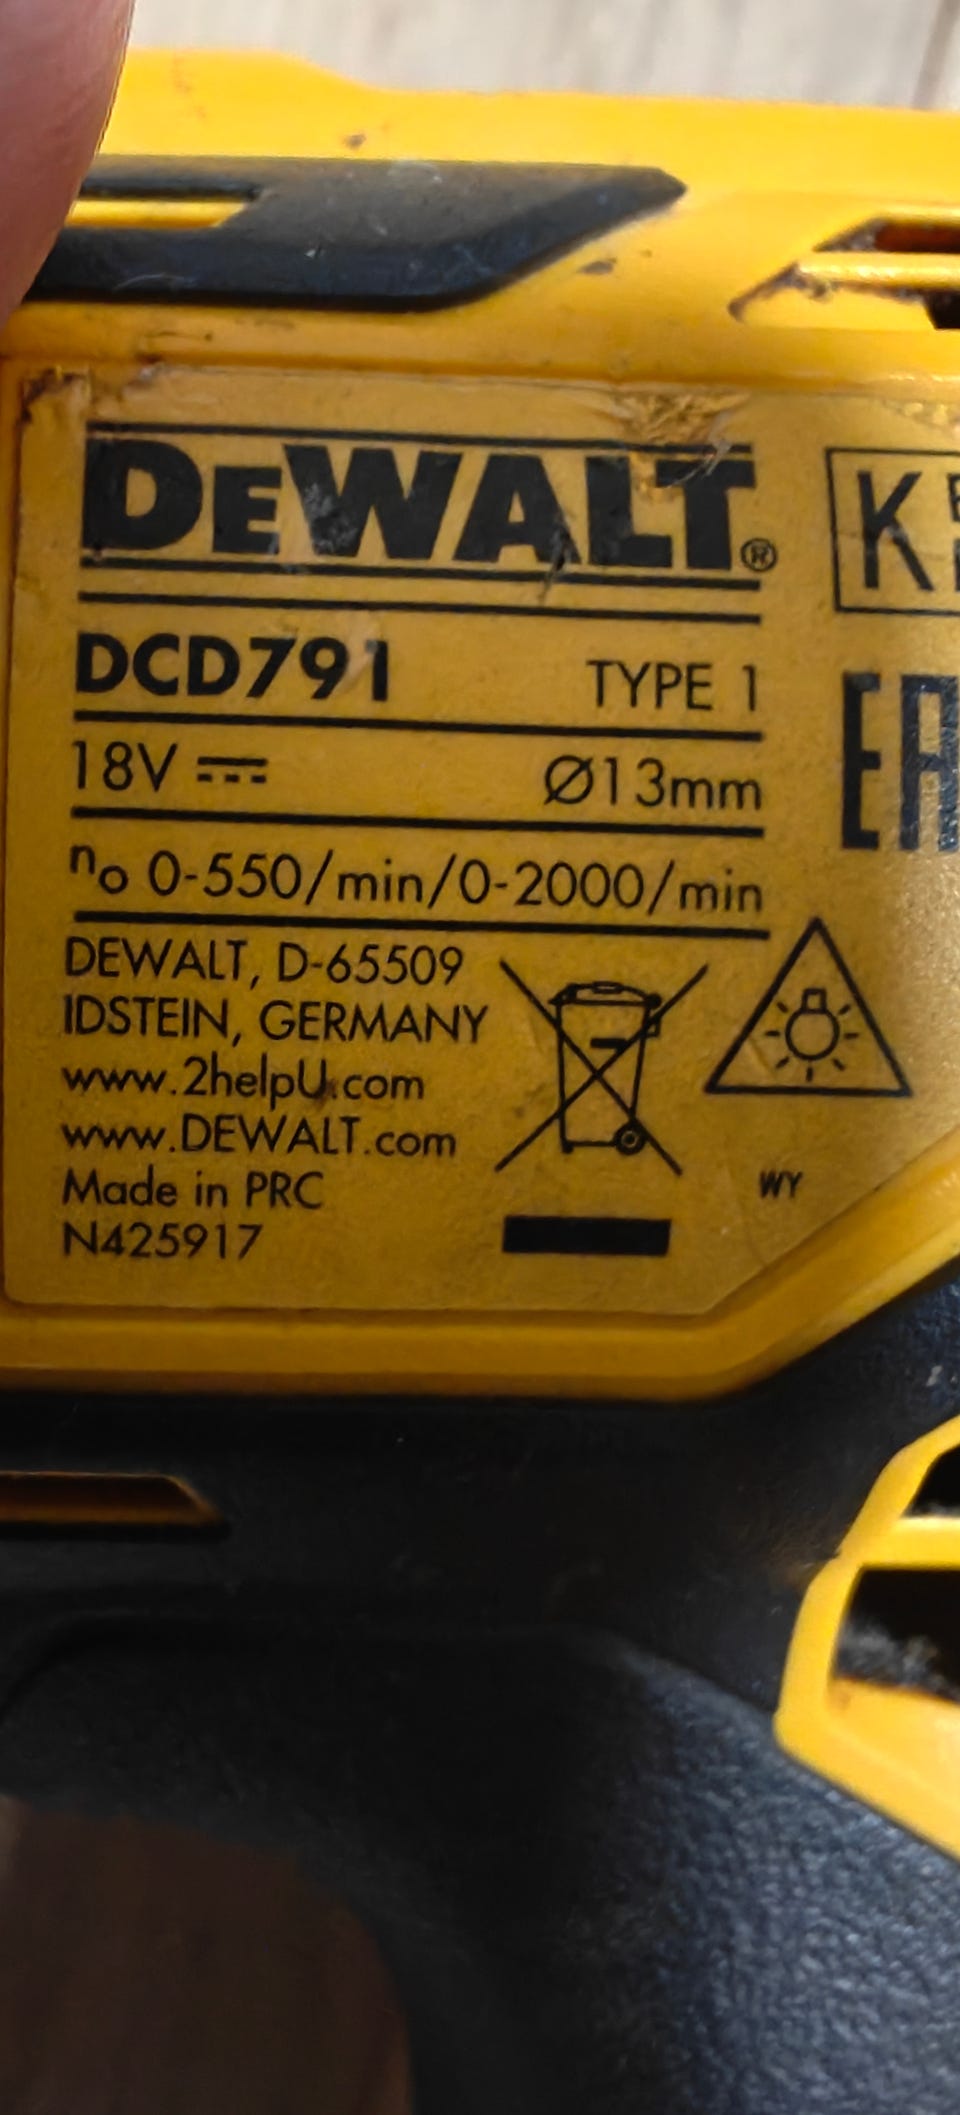 DEWALT®
DCD791 TYPE 1
18V Ø13mm
no 0-550/min/0-2000/min
DEWALT, D-65509
IDSTEIN, GERMANY
www.2helpU.com
www.DEWALT.com
Made in PRC
N425917
WY
K